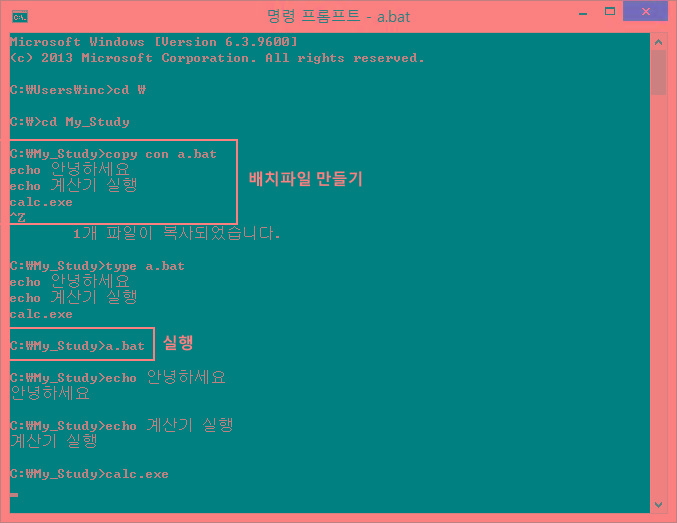 명령 프롬프트 - a.bat
Microsoft Windows [Version 6.3.9600]
(c) 2013 Microsoft Corporation. All rights reserved.
C:₩Users₩inc>cd ₩
C:₩>cd My_Study
C:₩My_Study>copy con a.bat
echo 안녕하세요
echo 계산기 실행
calc.exe
^Z
배치파일 만들기
1개 파일이 복사되었습니다.
C:₩My_Study>type a.bat
echo 안녕하세요
echo 계산기 실행
calc.exe
C:₩My_Study>a.bat
실행
C:₩My_Study>echo 안녕하세요
안녕하세요
C:₩My_Study>echo 계산기 실행
계산기 실행
C:₩My_Study>calc.exe